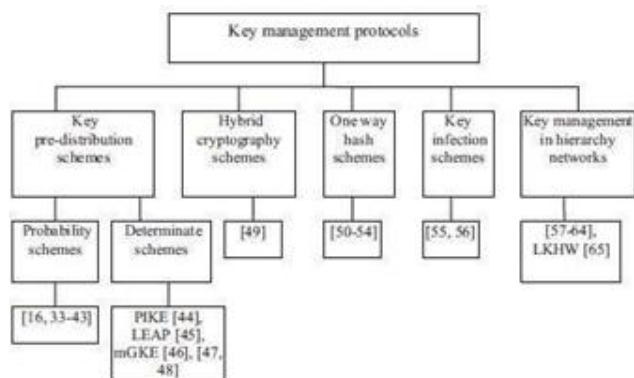 Key management protocols
Key
pre-distribution
schemes
Hybrid
cryptography
schemes
One way
hash
schemes
Key
infection
schemes
Key management
in hierarchy
networks
Probability
schemes
Determinate
schemes
[49]
[50-54]
[55, 56]
[57-64],
LKHW [65]
[16, 33-43]
PIKE [44],
LEAP [45],
mGKE [46], [47,
48]